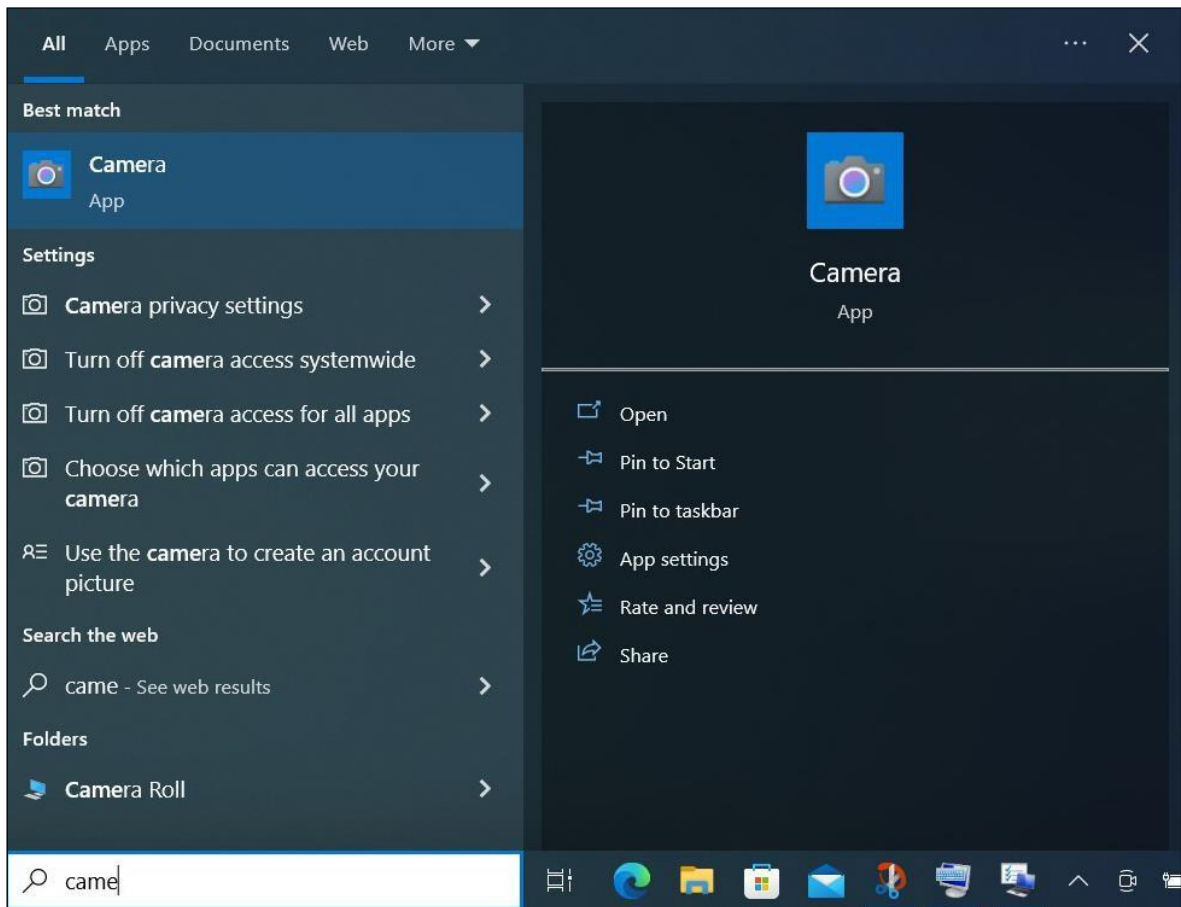 All Apps Documents Web More
Best match
Camera
App
Settings
Camera privacy settings
Turn off camera access systemwide
Turn off camera access for all apps
Choose which apps can access your
camera
Use the camera to create an account
picture
Search the web
came - See web results
Folders
Camera Roll
came
Camera
App
Open
Pin to Start
Pin to taskbar
App settings
Rate and review
Share